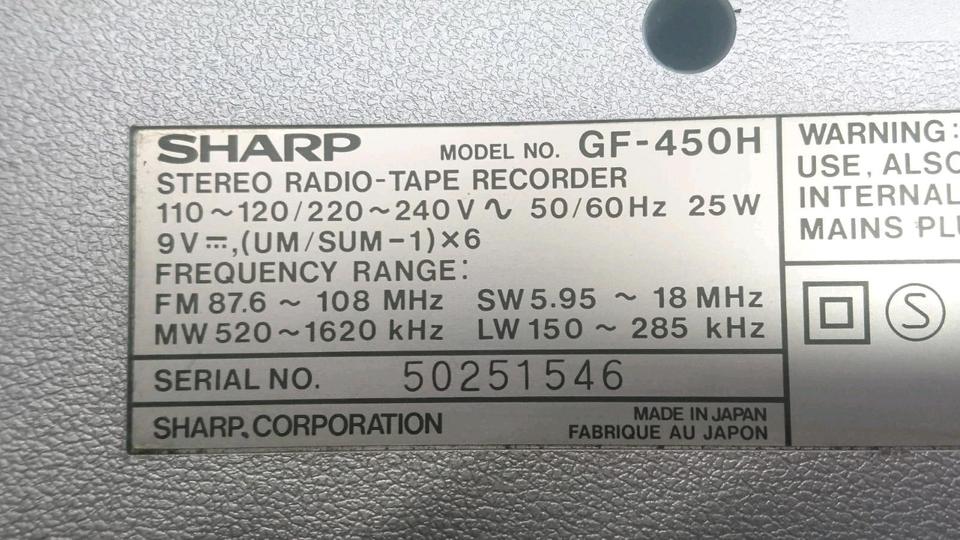 SHARP MODEL NO. GF-450H
STEREO RADIO-TAPE RECORDER
110~120/220~240V∿ 50/60Hz 25W
9V⎓,(UM/SUM-1)×6
FREQUENCY RANGE:
FM 87.6 ~ 108 MHz SW 5.95 ~ 18 MHz
MW 520~1620 kHz LW 150 ~ 285 kHz
SERIAL NO. 50251546
SHARP CORPORATION
MADE IN JAPAN
FABRIQUE AU JAPON
WARNING:
USE, ALSO
INTERNAL
MAINS PLU
S